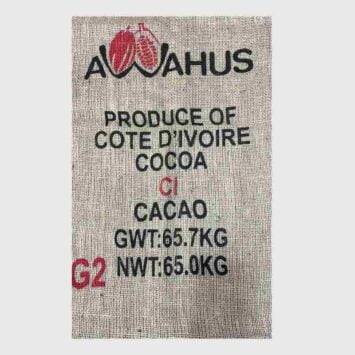 AWAHUS
PRODUCE OF
COTE D'IVOIRE
COCOA
CI
CACAO
GWT:65.7KG
G2 NWT:65.0KG